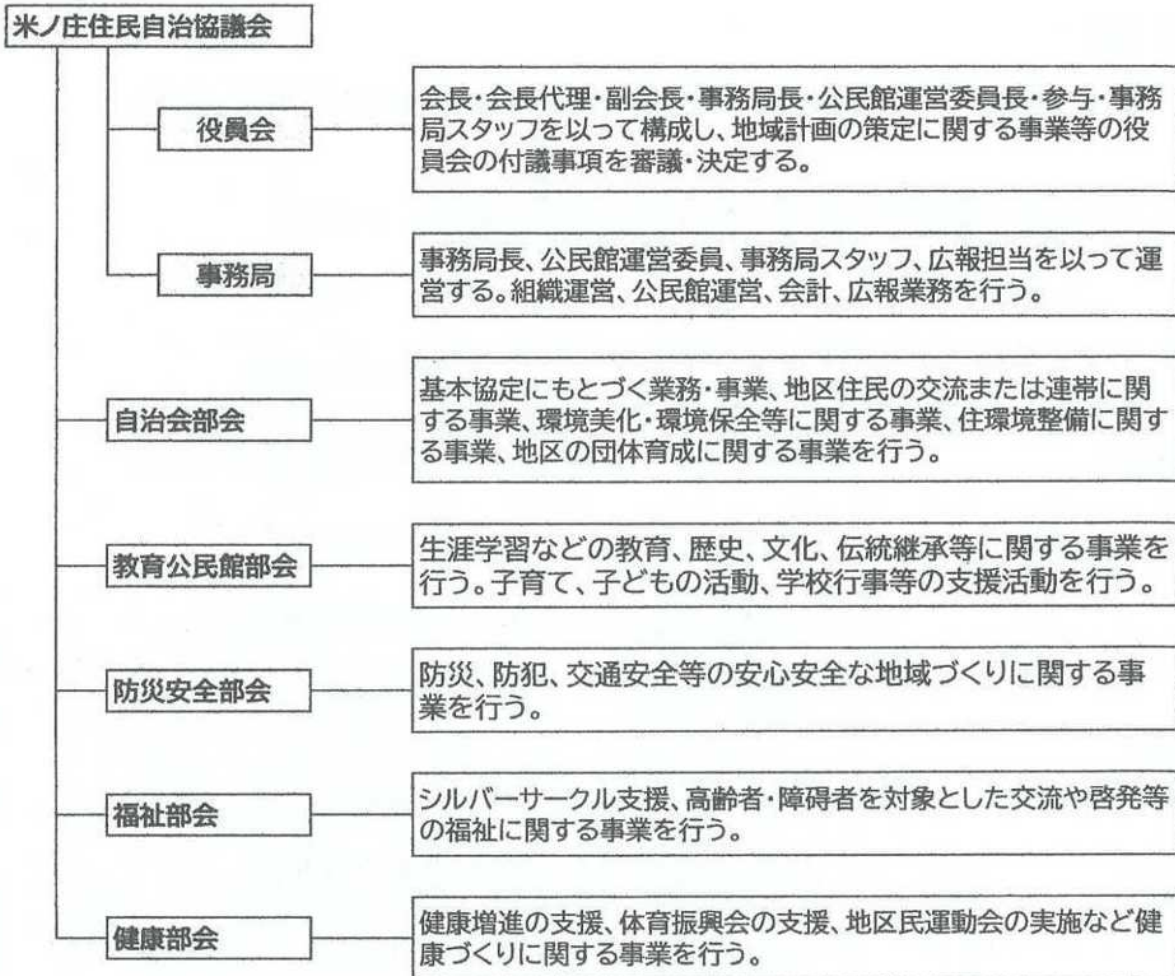 米ノ庄住民自治協議会
役員会
会長・会長代理・副会長・事務局長・公民館運営委員長・参与・事務
局スタッフを以って構成し、地域計画の策定に関する事業等の役
員会の付議事項を審議・決定する。
事務局
事務局長、公民館運営委員、事務局スタッフ、広報担当を以って運
営する。組織運営、公民館運営、会計、広報業務を行う。
自治会部会
基本協定にもとづく業務・事業、地区住民の交流または連帯に関
する事業、環境美化・環境保全等に関する事業、住環境整備に関す
る事業、地区の団体育成に関する事業を行う。
教育公民館部会
生涯学習などの教育、歴史、文化、伝統継承等に関する事業を
行う。子育て、子どもの活動、学校行事等の支援活動を行う。
防災安全部会
防災、防犯、交通安全等の安心安全な地域づくりに関する事
業を行う。
福祉部会
シルバーサークル支援、高齢者・障碍者を対象とした交流や啓発等
の福祉に関する事業を行う。
健康部会
健康増進の支援、体育振興会の支援、地区民運動会の実施など健
康づくりに関する事業を行う。